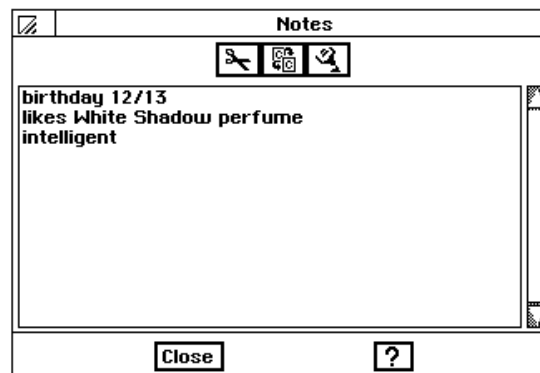 Notes
birthday 12/13
likes White Shadow perfume
intelligent
Close
?